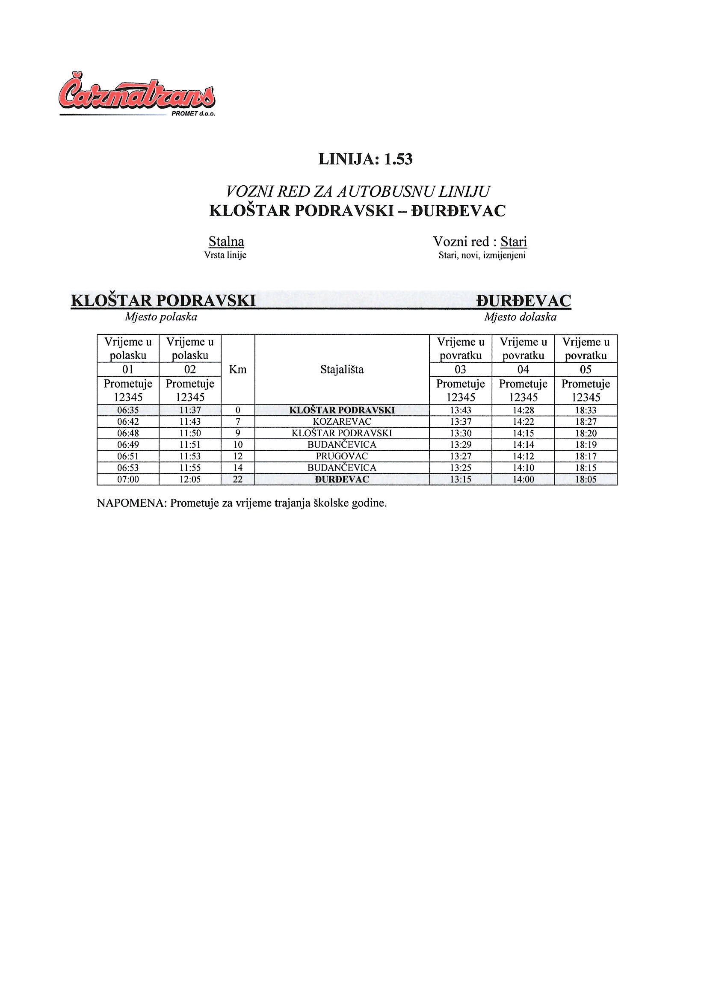 Čazmatrans
PROMET d.o.o.
LINIJA: 1.53
VOZNI RED ZA AUTOBUSNU LINIJU
KLOŠTAR PODRAVSKI – ĐURĐEVAC
Stalna Vozni red : Stari
Vrsta linije Stari, novi, izmijenjeni
KLOŠTAR PODRAVSKI ĐURĐEVAC
Mjesto polaska Mjesto dolaska
Vrijeme u Vrijeme u Vrijeme u Vrijeme u Vrijeme u
polasku polasku povratku povratku povratku
01 02 Km Stajališta 03 04 05
Prometuje Prometuje Prometuje Prometuje Prometuje
12345 12345 12345 12345 12345
06:35 11:37 0 KLOŠTAR PODRAVSKI 13:43 14:28 18:33
06:42 11:43 7 KOZAREVAC 13:37 14:22 18:27
06:48 11:50 9 KLOŠTAR PODRAVSKI 13:30 14:15 18:20
06:49 11:51 10 BUDANČEVICA 13:29 14:14 18:19
06:51 11:53 12 PRUGOVAC 13:27 14:12 18:17
06:53 11:55 14 BUDANČEVICA 13:25 14:10 18:15
07:00 12:05 22 ĐURĐEVAC 13:15 14:00 18:05
NAPOMENA: Prometuje za vrijeme trajanja školske godine.